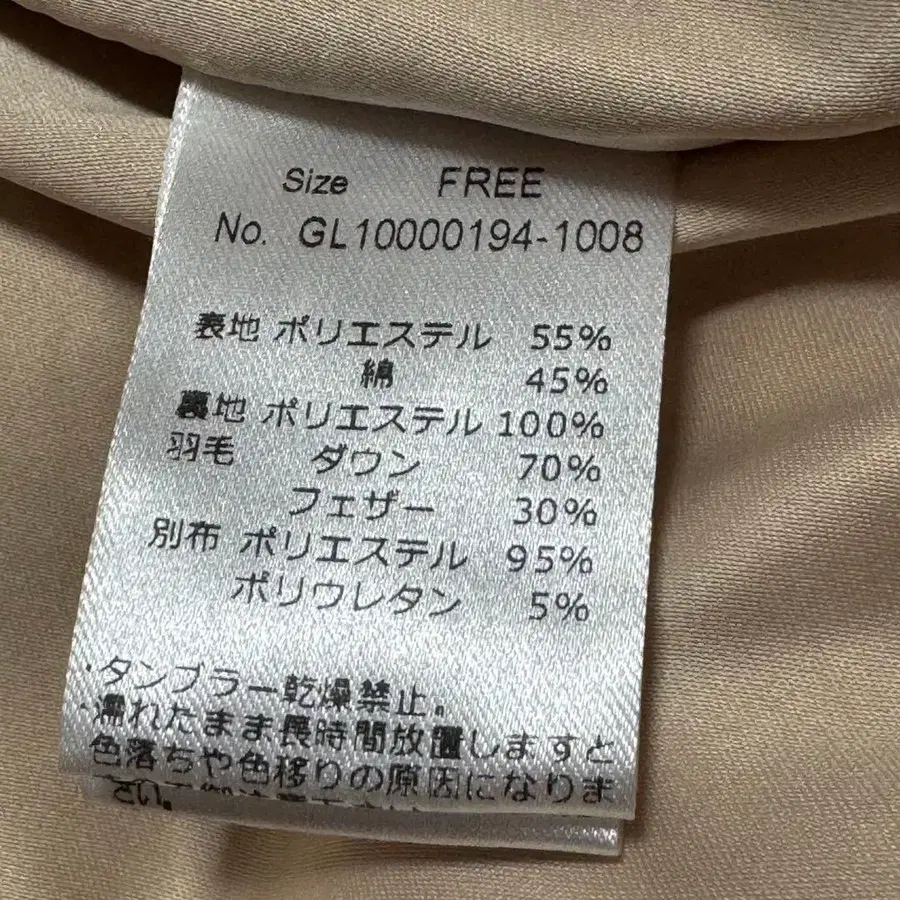 Size FREE
No. GL10000194-1008
表地 ポリエステル 55%
綿 45%
裏地 ポリエステル 100%
羽毛 ダウン 70%
フェザー 30%
別布 ポリエステル 95%
ポリウレタン 5%
・タンブラー乾燥禁止。
・濡れたまま長時間放置しますと
色落ちや色移りの原因になりま
さい。